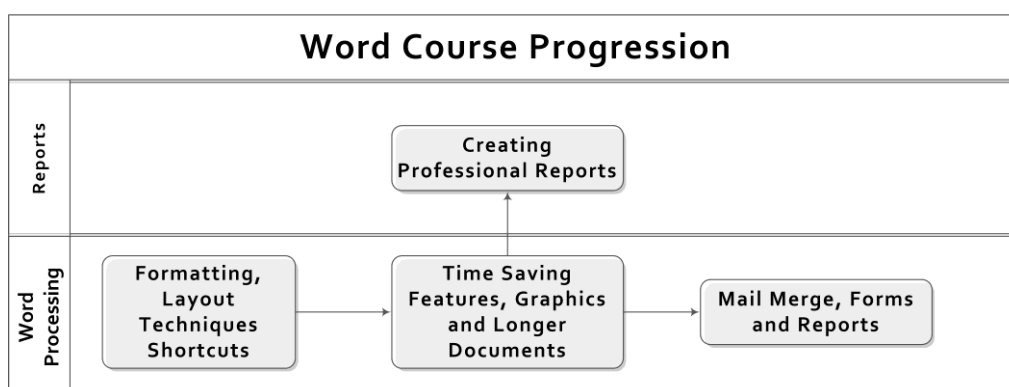 Word Course Progression
Reports
Creating
Professional Reports
Word
Processing
Formatting,
Layout
Techniques
Shortcuts
Time Saving
Features, Graphics
and Longer
Documents
Mail Merge, Forms
and Reports